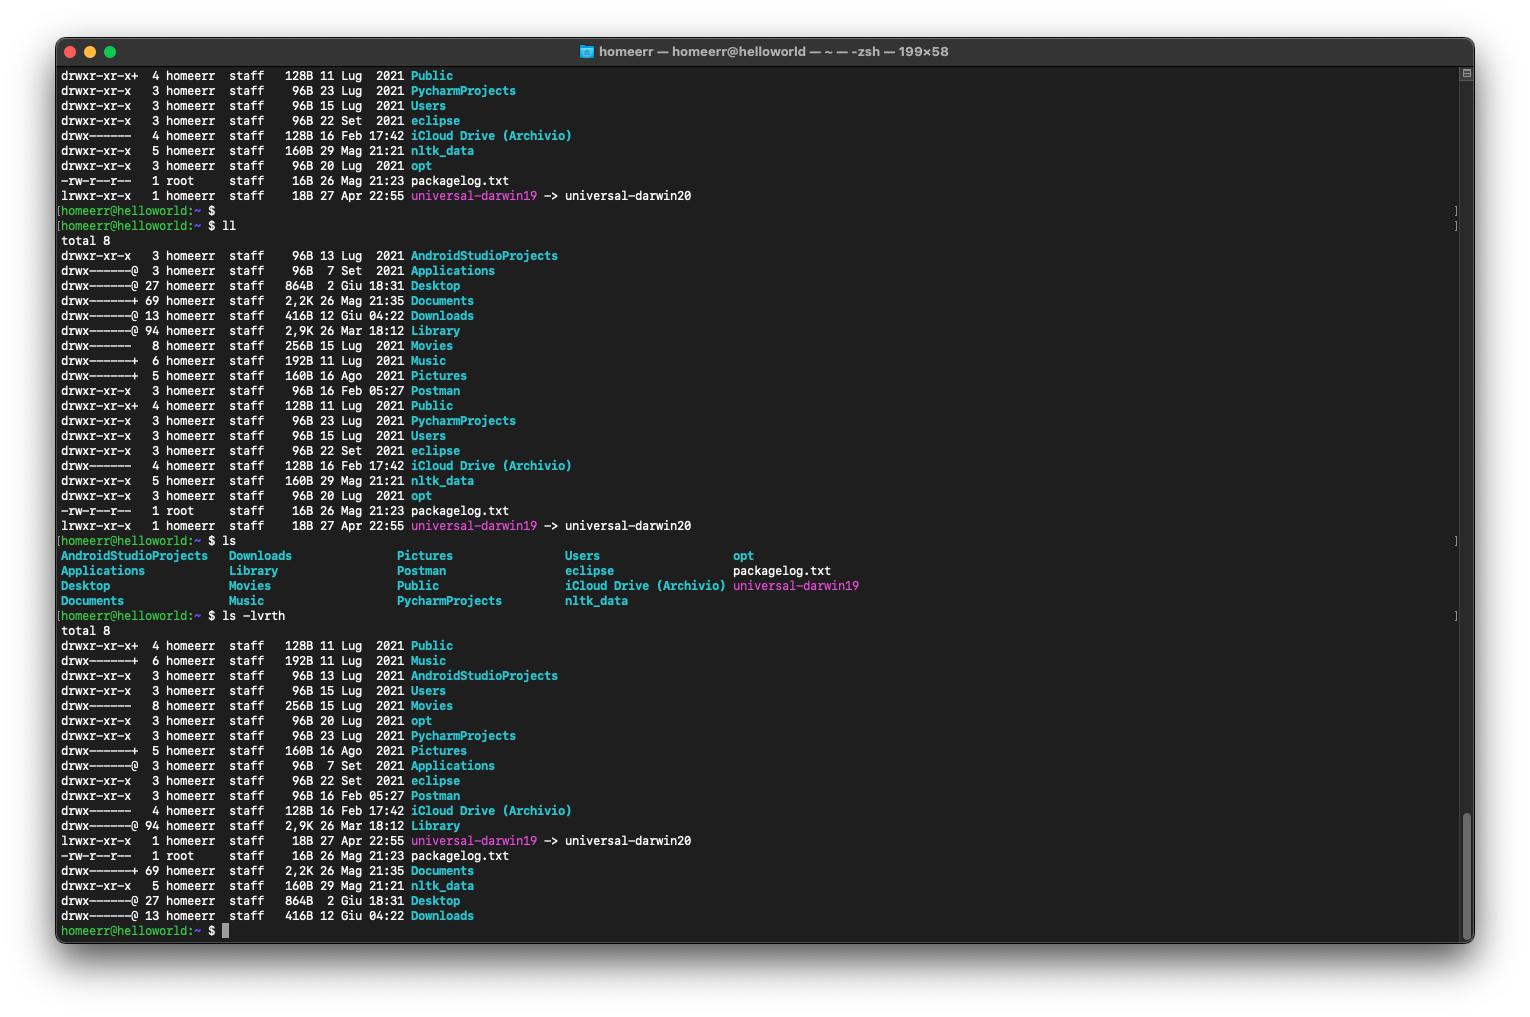 homeerr — homeerr@helloworld — ~ — -zsh — 199×58
drwxr-xr-x+  4 homeerr  staff   128B 11 Lug  2021 Public
drwxr-xr-x   3 homeerr  staff    96B 23 Lug  2021 PycharmProjects
drwxr-xr-x   3 homeerr  staff    96B 15 Lug  2021 Users
drwxr-xr-x   3 homeerr  staff    96B 22 Set  2021 eclipse
drwx------   4 homeerr  staff   128B 16 Feb 17:42 iCloud Drive (Archivio)
drwxr-xr-x   5 homeerr  staff   160B 29 Mag 21:21 nltk_data
drwxr-xr-x   3 homeerr  staff    96B 20 Lug  2021 opt
-rw-r--r--   1 root     staff    16B 26 Mag 21:23 packagelog.txt
lrwxr-xr-x   1 homeerr  staff    18B 27 Apr 22:55 universal-darwin19 -> universal-darwin20
[homeerr@helloworld:~ $ ]
[homeerr@helloworld:~ $ ll ]
total 8
drwxr-xr-x   3 homeerr  staff    96B 13 Lug  2021 AndroidStudioProjects
drwx------@  3 homeerr  staff    96B  7 Set  2021 Applications
drwx------@ 27 homeerr  staff   864B  2 Giu 18:31 Desktop
drwx------+ 69 homeerr  staff   2,2K 26 Mag 21:35 Documents
drwx------@ 13 homeerr  staff   416B 12 Giu 04:22 Downloads
drwx------@ 94 homeerr  staff   2,9K 26 Mar 18:12 Library
drwx------   8 homeerr  staff   256B 15 Lug  2021 Movies
drwx------+  6 homeerr  staff   192B 11 Lug  2021 Music
drwx------+  5 homeerr  staff   160B 16 Ago  2021 Pictures
drwxr-xr-x   3 homeerr  staff    96B 16 Feb 05:27 Postman
drwxr-xr-x+  4 homeerr  staff   128B 11 Lug  2021 Public
drwxr-xr-x   3 homeerr  staff    96B 23 Lug  2021 PycharmProjects
drwxr-xr-x   3 homeerr  staff    96B 15 Lug  2021 Users
drwxr-xr-x   3 homeerr  staff    96B 22 Set  2021 eclipse
drwx------   4 homeerr  staff   128B 16 Feb 17:42 iCloud Drive (Archivio)
drwxr-xr-x   5 homeerr  staff   160B 29 Mag 21:21 nltk_data
drwxr-xr-x   3 homeerr  staff    96B 20 Lug  2021 opt
-rw-r--r--   1 root     staff    16B 26 Mag 21:23 packagelog.txt
lrwxr-xr-x   1 homeerr  staff    18B 27 Apr 22:55 universal-darwin19 -> universal-darwin20
[homeerr@helloworld:~ $ ls ]
AndroidStudioProjects   Downloads               Pictures                Users                   opt
Applications            Library                 Postman                 eclipse                 packagelog.txt
Desktop                 Movies                  Public                  iCloud Drive (Archivio) universal-darwin19
Documents               Music                   PycharmProjects         nltk_data
[homeerr@helloworld:~ $ ls -lvrth ]
total 8
drwxr-xr-x+  4 homeerr  staff   128B 11 Lug  2021 Public
drwx------+  6 homeerr  staff   192B 11 Lug  2021 Music
drwxr-xr-x   3 homeerr  staff    96B 13 Lug  2021 AndroidStudioProjects
drwxr-xr-x   3 homeerr  staff    96B 15 Lug  2021 Users
drwx------   8 homeerr  staff   256B 15 Lug  2021 Movies
drwxr-xr-x   3 homeerr  staff    96B 20 Lug  2021 opt
drwxr-xr-x   3 homeerr  staff    96B 23 Lug  2021 PycharmProjects
drwx------+  5 homeerr  staff   160B 16 Ago  2021 Pictures
drwx------@  3 homeerr  staff    96B  7 Set  2021 Applications
drwxr-xr-x   3 homeerr  staff    96B 22 Set  2021 eclipse
drwxr-xr-x   3 homeerr  staff    96B 16 Feb 05:27 Postman
drwx------   4 homeerr  staff   128B 16 Feb 17:42 iCloud Drive (Archivio)
drwx------@ 94 homeerr  staff   2,9K 26 Mar 18:12 Library
lrwxr-xr-x   1 homeerr  staff    18B 27 Apr 22:55 universal-darwin19 -> universal-darwin20
-rw-r--r--   1 root     staff    16B 26 Mag 21:23 packagelog.txt
drwx------+ 69 homeerr  staff   2,2K 26 Mag 21:35 Documents
drwxr-xr-x   5 homeerr  staff   160B 29 Mag 21:21 nltk_data
drwx------@ 27 homeerr  staff   864B  2 Giu 18:31 Desktop
drwx------@ 13 homeerr  staff   416B 12 Giu 04:22 Downloads
homeerr@helloworld:~ $